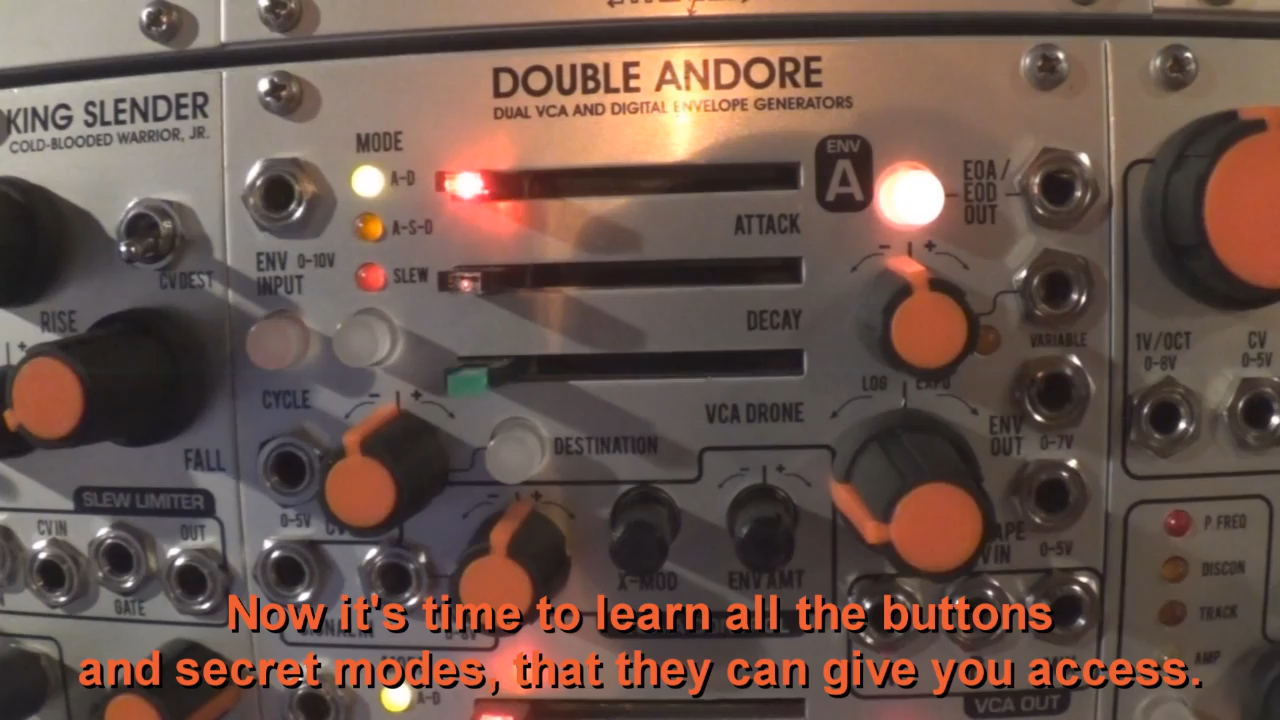 KING SLENDER
COLD-BLOODED WARRIOR, JR.
DOUBLE ANDORE
DUAL VCA AND DIGITAL ENVELOPE GENERATORS
MODE
A-D
A-S-D
SLEW
ENV 0-10V
INPUT
ENV
A
EOA/
EOD
OUT
ATTACK
- +
CV DEST
DECAY
VARIABLE
RISE
+
1V/OCT
0-8V
CV
0-5V
LOG EXPO
CYCLE
- +
VCA DRONE
DESTINATION
ENV
OUT 0-7V
FALL
SLEW LIMITER
CV IN
OUT
GATE
0-5V
- +
- +
X-MOD
ENV AMT
0-5V
P.FREQ
DISCON
TRACK
AMP
Now it's time to learn all the buttons
and secret modes, that they can give you access.
A-D
VCA OUT